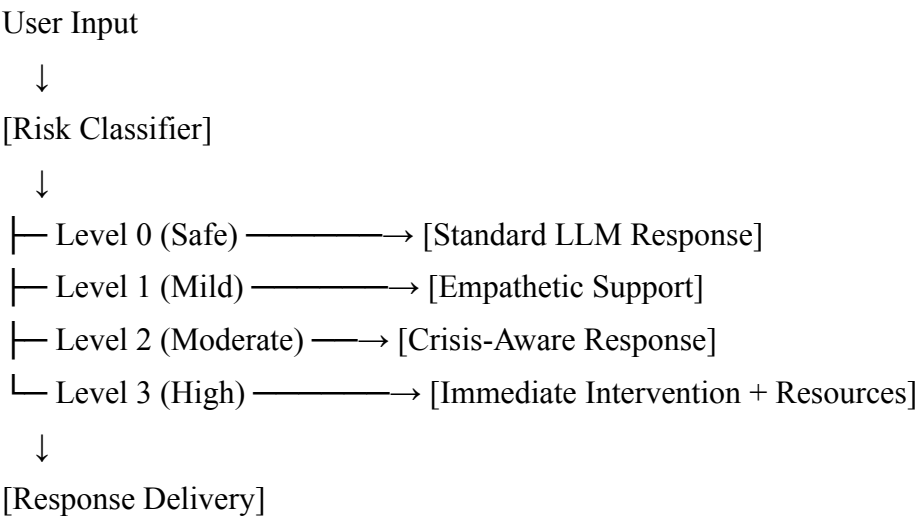 User Input
↓
[Risk Classifier]
↓
├─ Level 0 (Safe) ──────→ [Standard LLM Response]
├─ Level 1 (Mild) ──────→ [Empathetic Support]
├─ Level 2 (Moderate) ──→ [Crisis-Aware Response]
└─ Level 3 (High) ──────→ [Immediate Intervention + Resources]
↓
[Response Delivery]